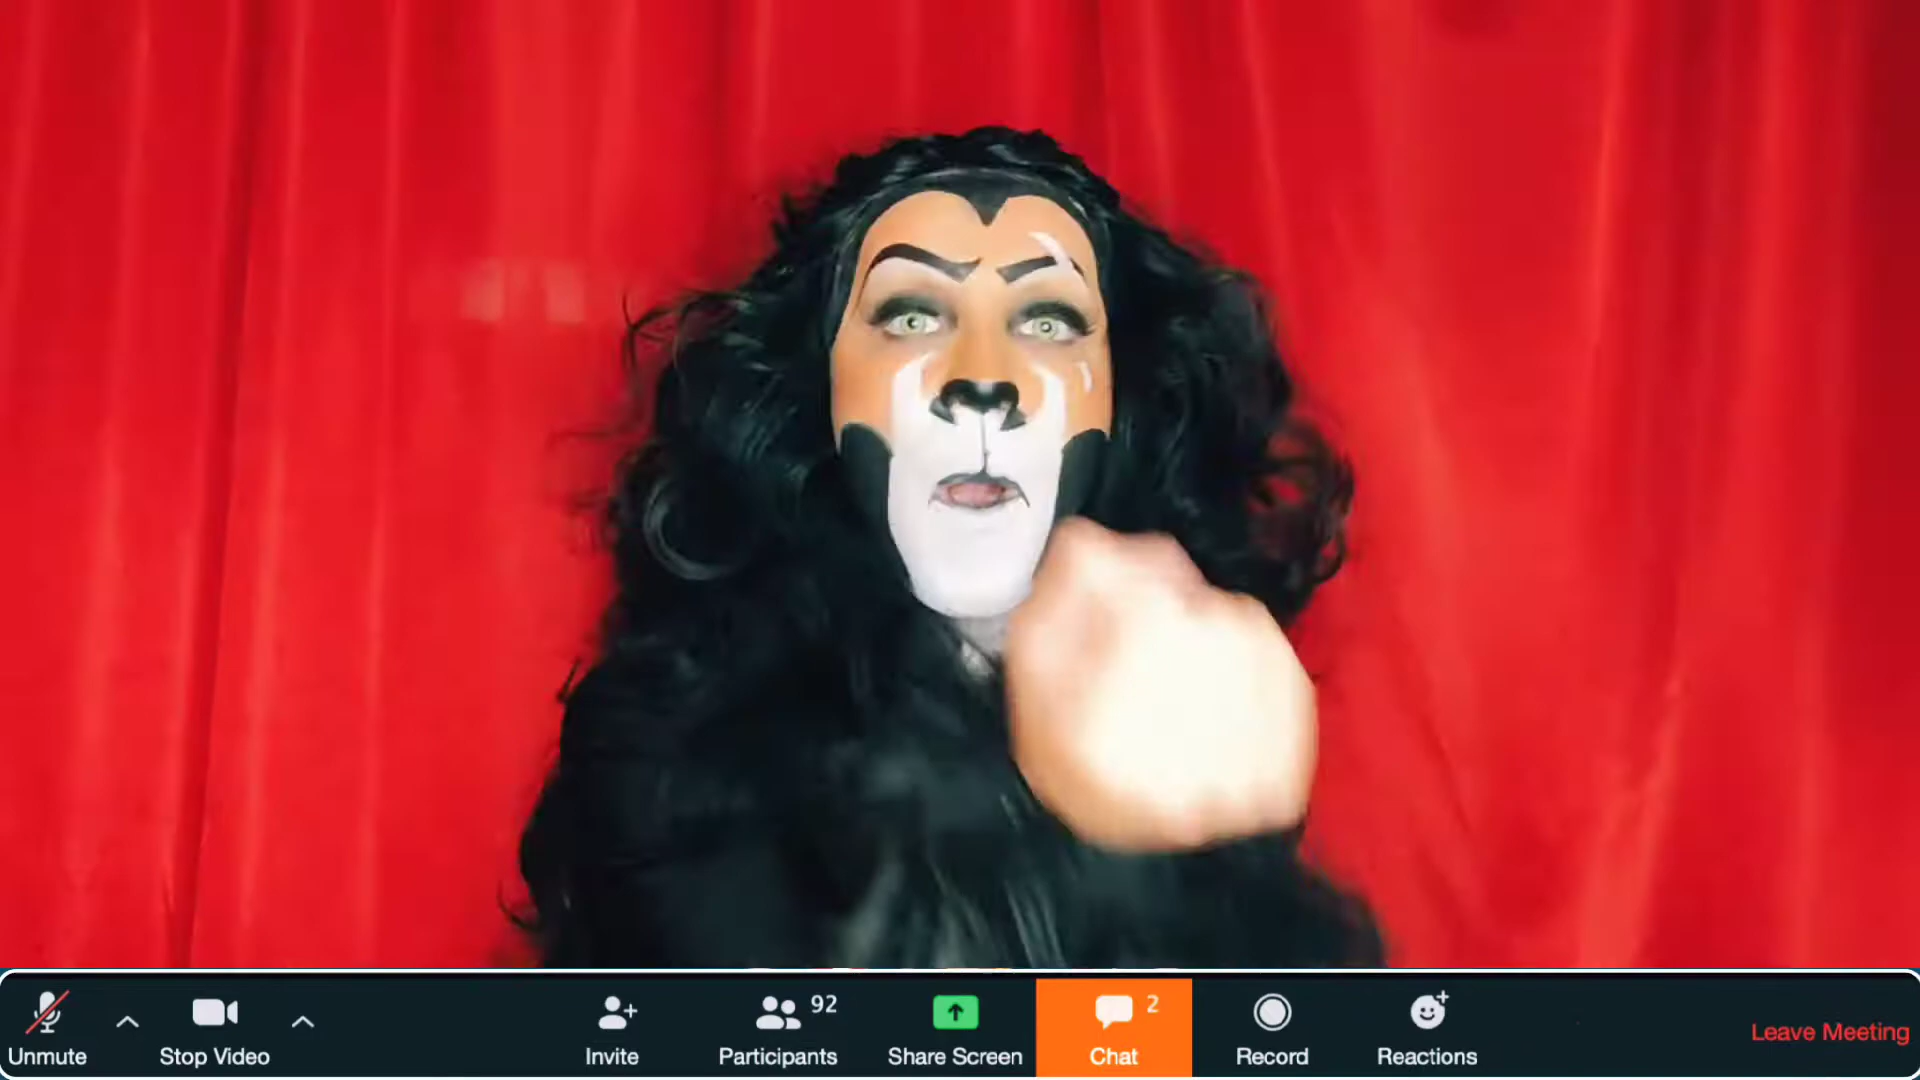 92
2
Unmute
Stop Video
Invite
Participants
Share Screen
Chat
Record
Reactions
Leave Meeting